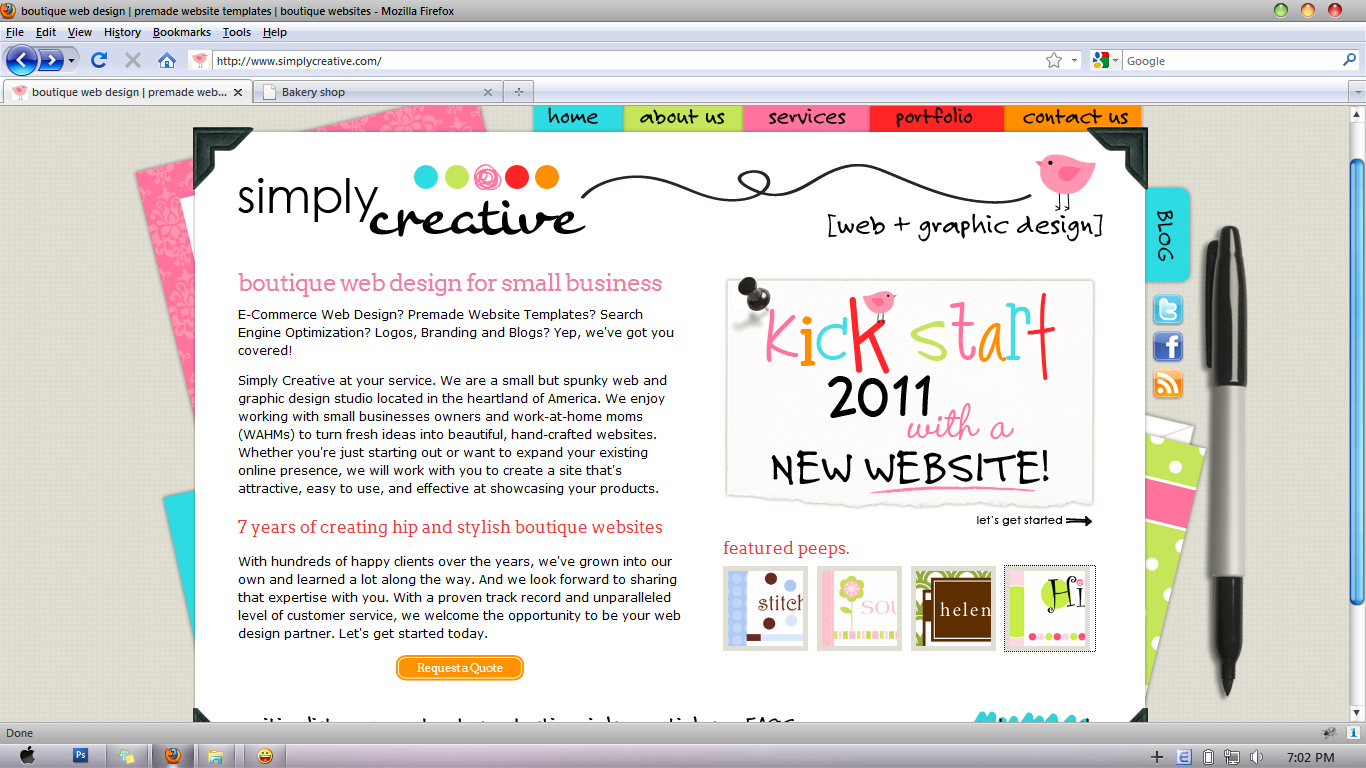 boutique web design | premade website templates | boutique websites - Mozilla Firefox
File Edit View History Bookmarks Tools Help
http://www.simplycreative.com/
Google
boutique web design | premade web...
Bakery shop
home about us services portfolio contact us
simply
creative
[web + graphic design]
BLOG
boutique web design for small business
E-Commerce Web Design? Premade Website Templates? Search
Engine Optimization? Logos, Branding and Blogs? Yep, we've got you
covered!
Simply Creative at your service. We are a small but spunky web and
graphic design studio located in the heartland of America. We enjoy
working with small businesses owners and work-at-home moms
(WAHMs) to turn fresh ideas into beautiful, hand-crafted websites.
Whether you're just starting out or want to expand your existing
online presence, we will work with you to create a site that's
attractive, easy to use, and effective at showcasing your products.
7 years of creating hip and stylish boutique websites
With hundreds of happy clients over the years, we've grown into our
own and learned a lot along the way. And we look forward to sharing
that expertise with you. With a proven track record and unparalleled
level of customer service, we welcome the opportunity to be your web
design partner. Let's get started today.
Request a Quote
kick start
2011
with a
NEW WEBSITE!
let's get started
featured peeps.
stitch
sou
helen
Hi
FAQs
Done
Ps
7:02 PM